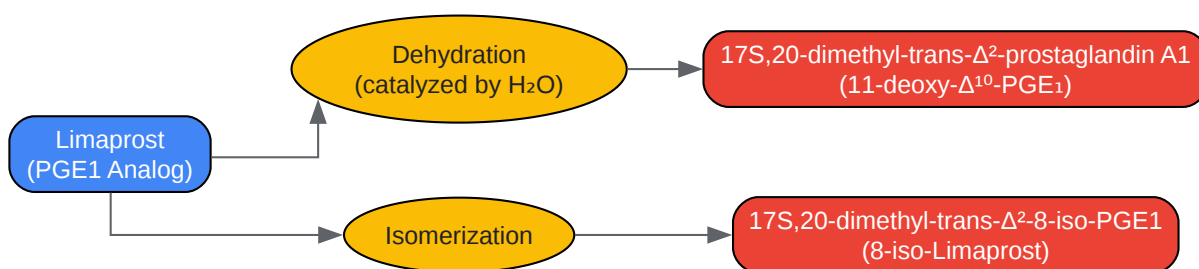 Dehydration
(catalyzed by H₂O)
17S,20-dimethyl-trans-Δ²-prostaglandin A1
(11-deoxy-Δ¹⁰-PGE₁)
Limaprost
(PGE1 Analog)
Isomerization
17S,20-dimethyl-trans-Δ²-8-iso-PGE1
(8-iso-Limaprost)